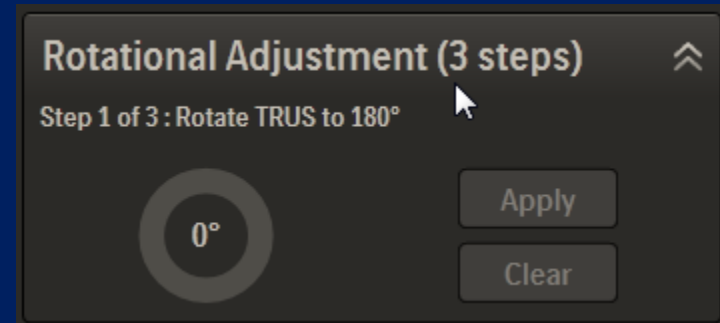 Rotational Adjustment (3 steps)
Step 1 of 3 : Rotate TRUS to 180°
0°
Apply
Clear